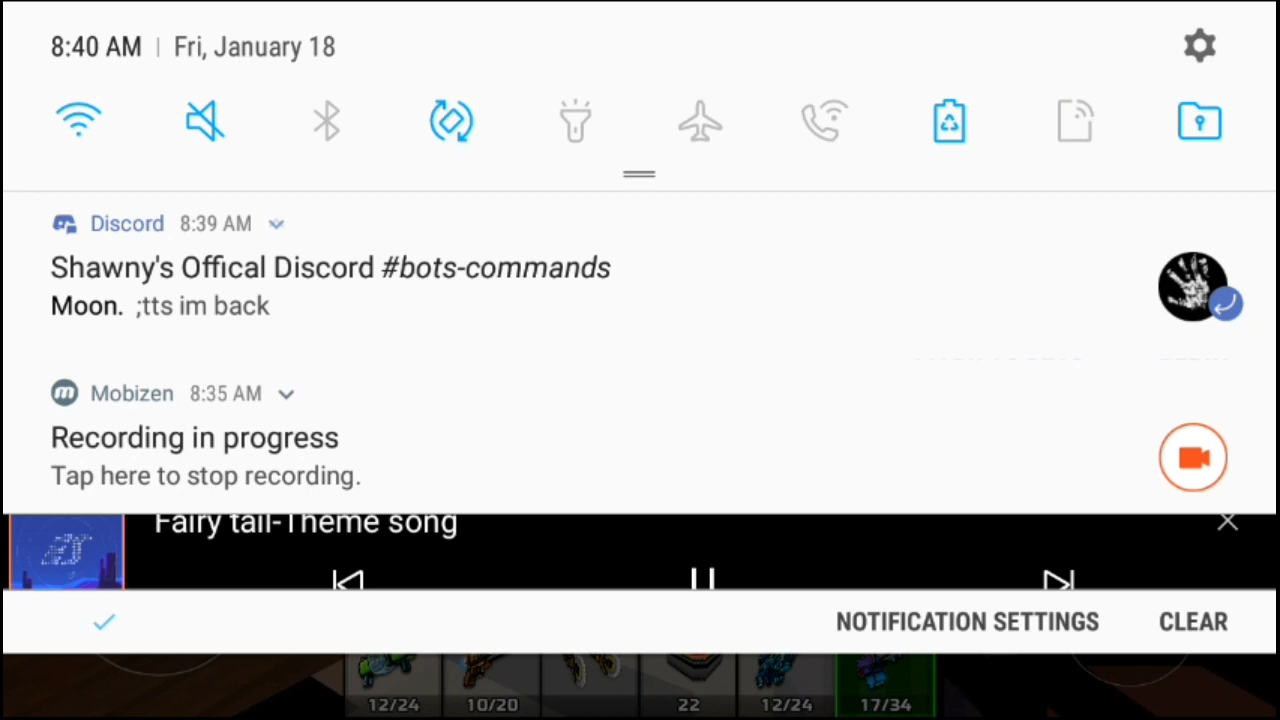 8:40 AM | Fri, January 18
Discord 8:39 AM
Shawny's Offical Discord #bots-commands
Moon. ;tts im back
m Mobizen 8:35 AM
Recording in progress
Tap here to stop recording.
Fairy tail-Theme song
NOTIFICATION SETTINGS CLEAR
12/24 10/20 22 12/24 17/34